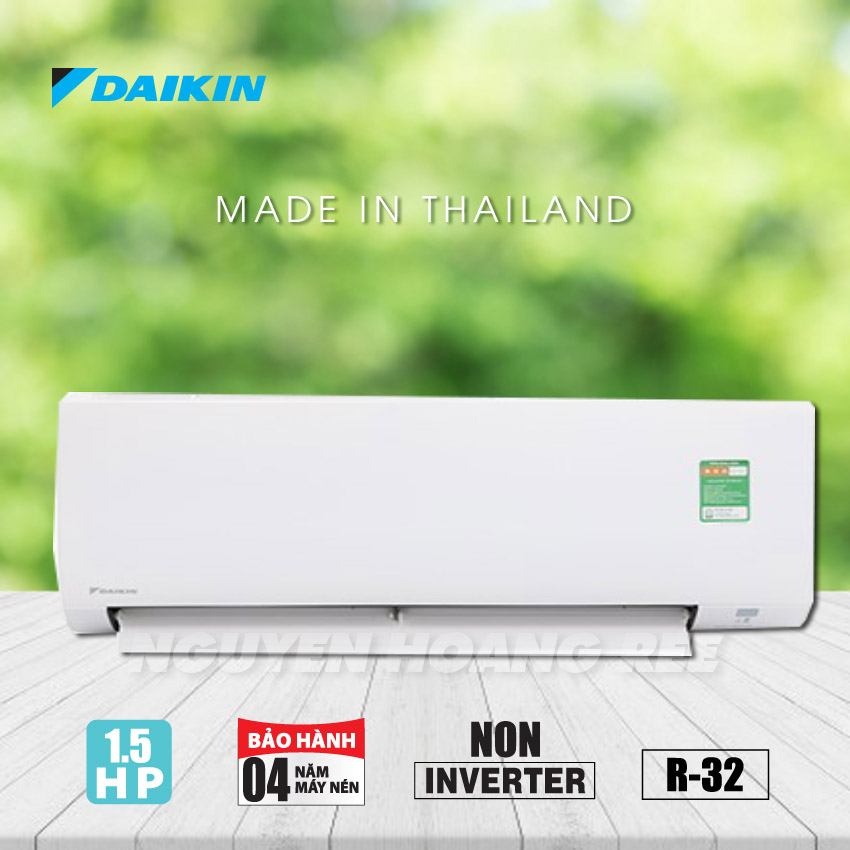 DAIKIN
MADE IN THAILAND
DAIKIN
NGUYEN HOANG REE
1.5
HP
BẢO HÀNH
04 NĂM
MÁY NÉN
NON
INVERTER
R-32